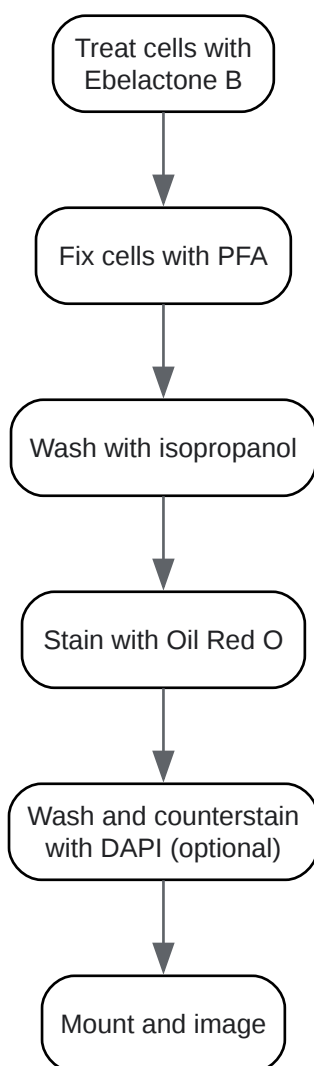 Treat cells with
Ebelactone B
Fix cells with PFA
Wash with isopropanol
Stain with Oil Red O
Wash and counterstain
with DAPI (optional)
Mount and image